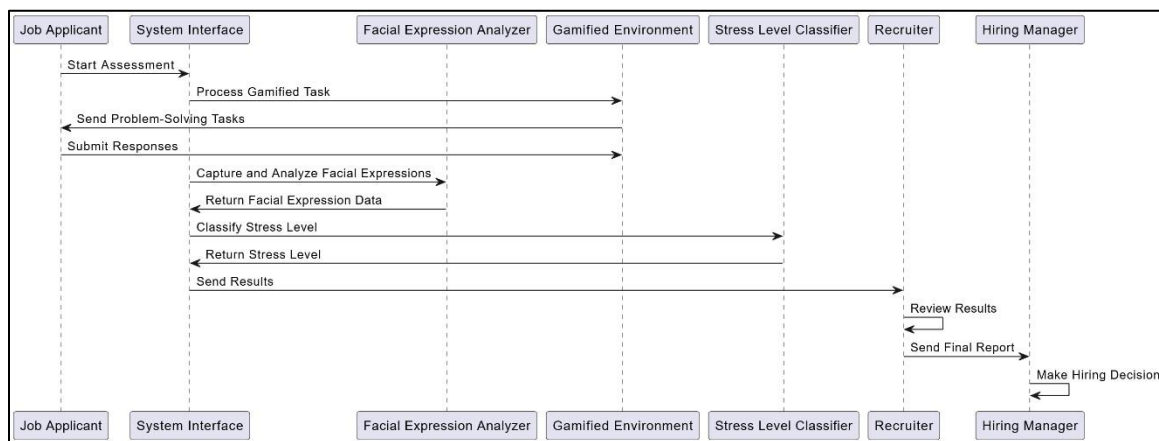 Job Applicant
System Interface
Facial Expression Analyzer
Gamified Environment
Stress Level Classifier
Recruiter
Hiring Manager
Start Assessment
Process Gamified Task
Send Problem-Solving Tasks
Submit Responses
Capture and Analyze Facial Expressions
Return Facial Expression Data
Classify Stress Level
Return Stress Level
Send Results
Review Results
Send Final Report
Make Hiring Decision
Job Applicant
System Interface
Facial Expression Analyzer
Gamified Environment
Stress Level Classifier
Recruiter
Hiring Manager